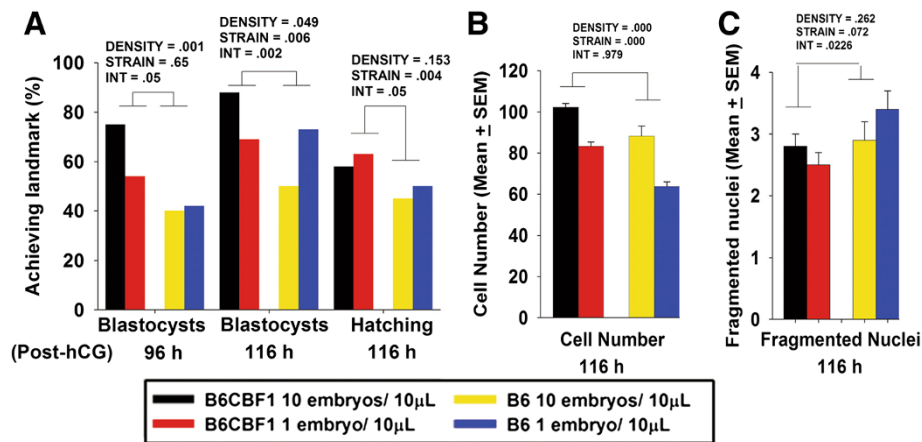 A
DENSITY = .001
STRAIN = .65
INT = .05
DENSITY = .049
STRAIN = .006
INT = .002
DENSITY = .153
STRAIN = .004
INT = .05
Achieving landmark (%)
100
80
60
40
20
0
Blastocysts
Blastocysts
Hatching
(Post-hCG)
96 h
116 h
116 h
B
DENSITY = .000
STRAIN = .000
INT = .979
Cell Number (Mean ± SEM)
120
100
80
60
40
20
0
Cell Number
116 h
C
DENSITY = .262
STRAIN = .072
INT = .0226
Fragmented nuclei (Mean ± SEM)
4
3
2
1
0
Fragmented Nuclei
116 h
B6CBF1 10 embryos/ 10μL
B6 10 embryos/ 10μL
B6CBF1 1 embryo/ 10μL
B6 1 embryo/ 10μL